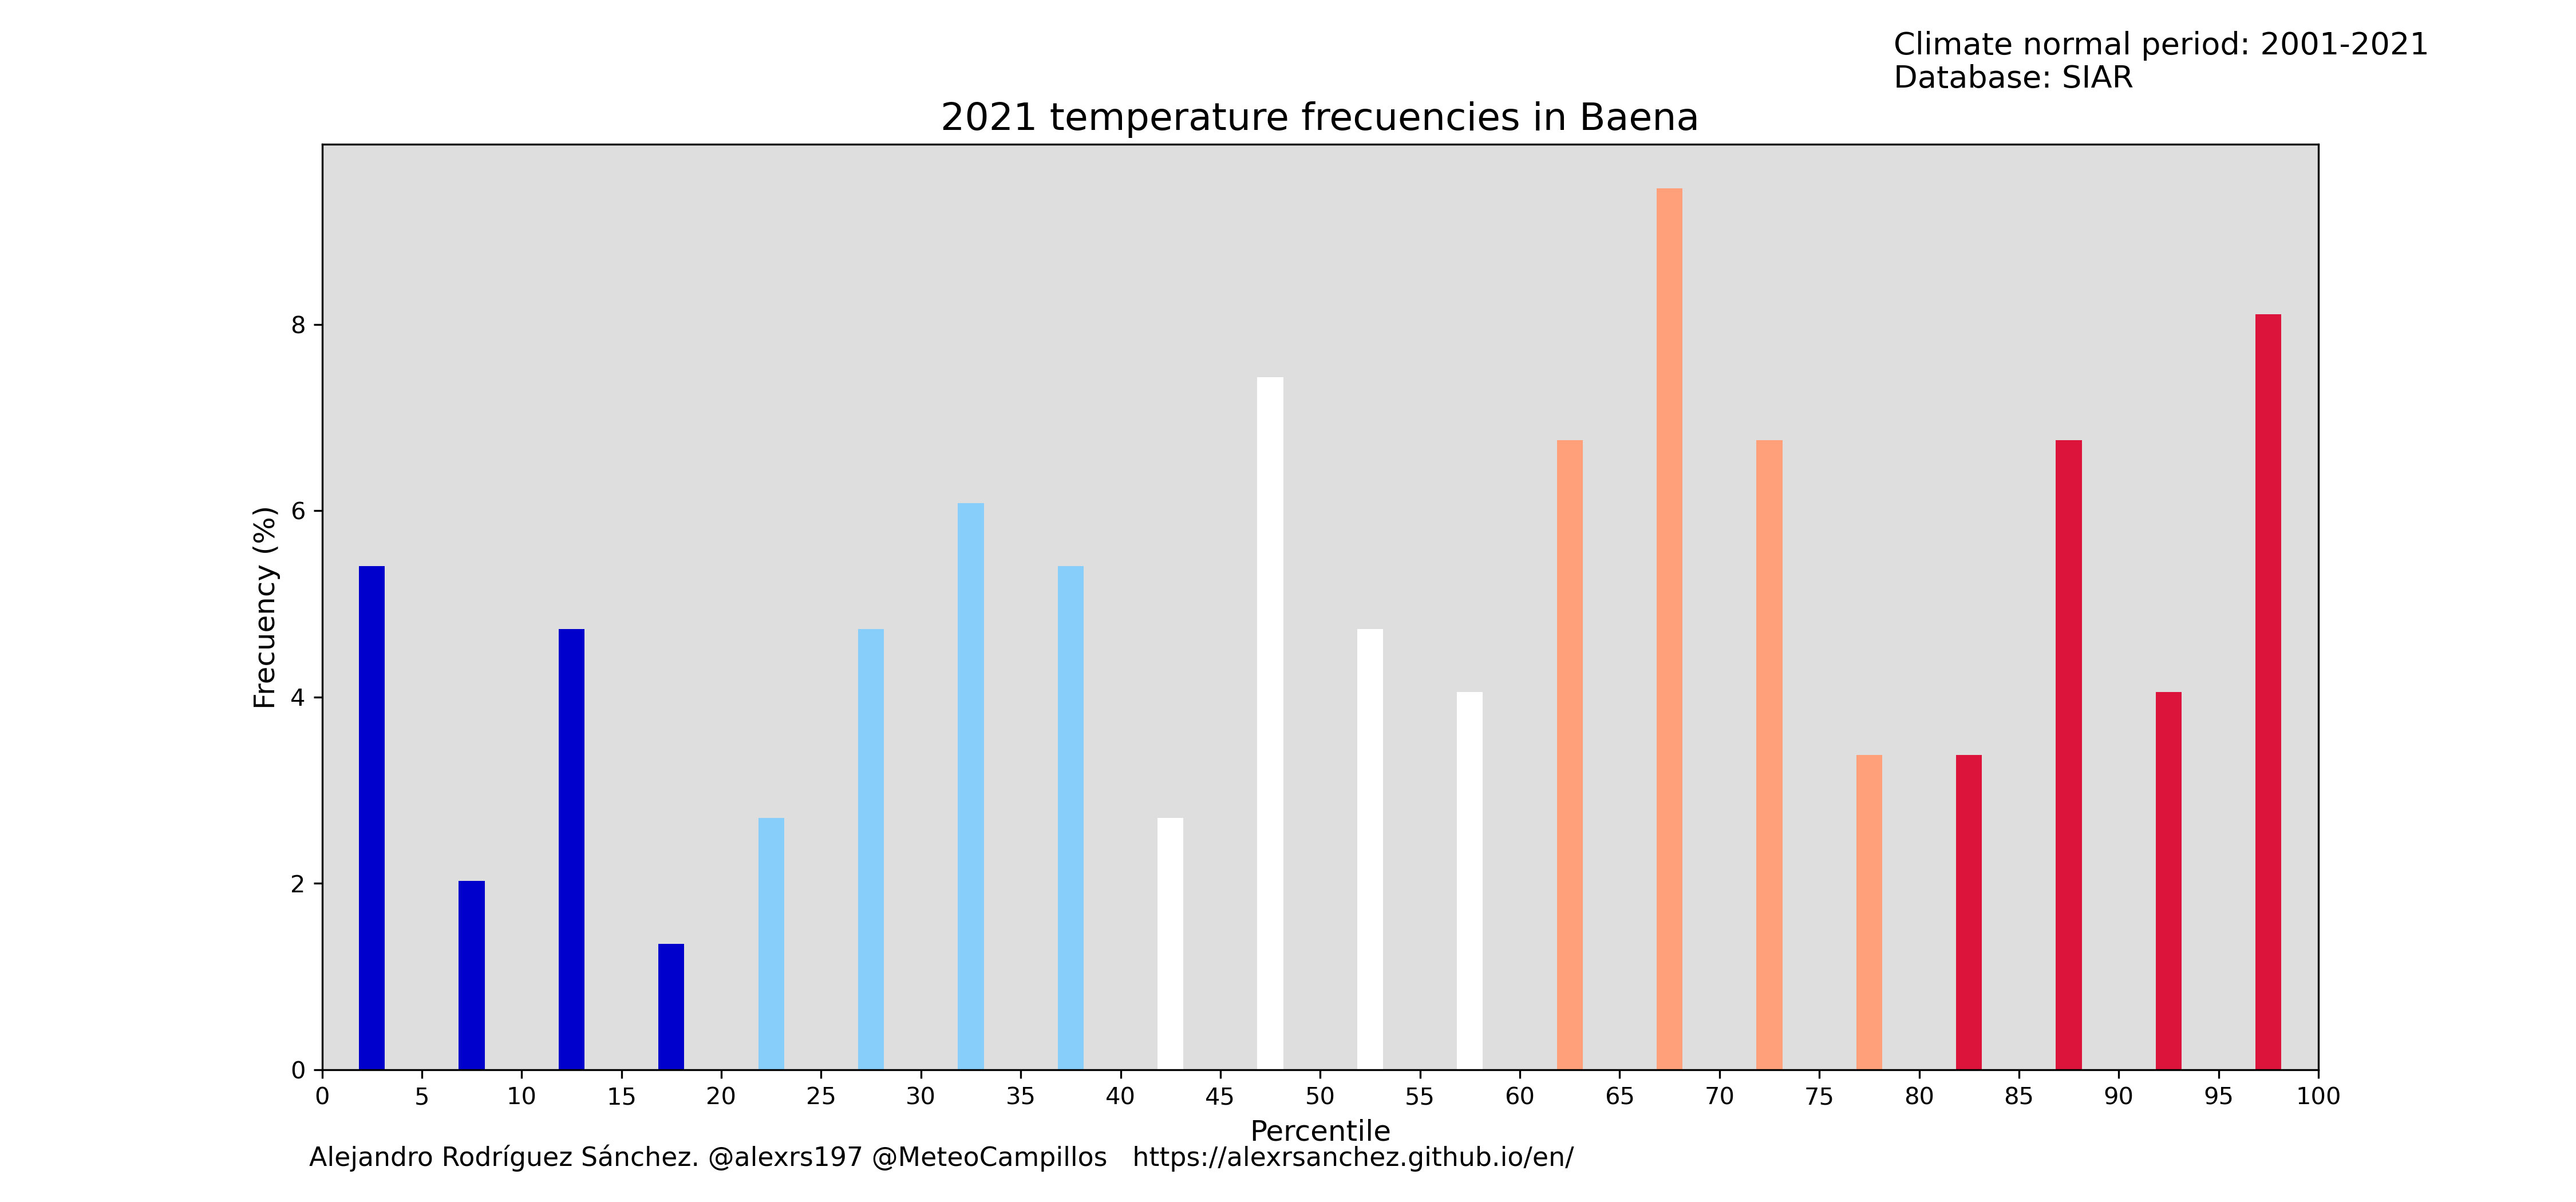 Climate normal period: 2001-2021
Database: SIAR
2021 temperature frecuencies in Baena
Frecuency (%)
8
6
4
2
0
0 5 10 15 20 25 30 35 40 45 50 55 60 65 70 75 80 85 90 95 100
Percentile
Alejandro Rodríguez Sánchez. @alexrs197 @MeteoCampillos https://alexrsanchez.github.io/en/